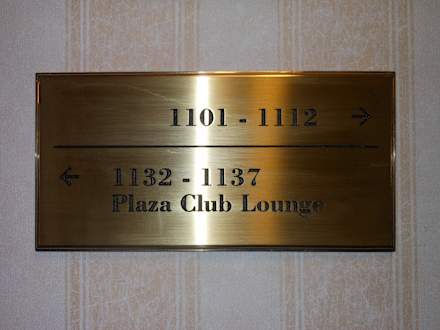 1101 - 1112 →
← 1132 - 1137
Plaza Club Lounge